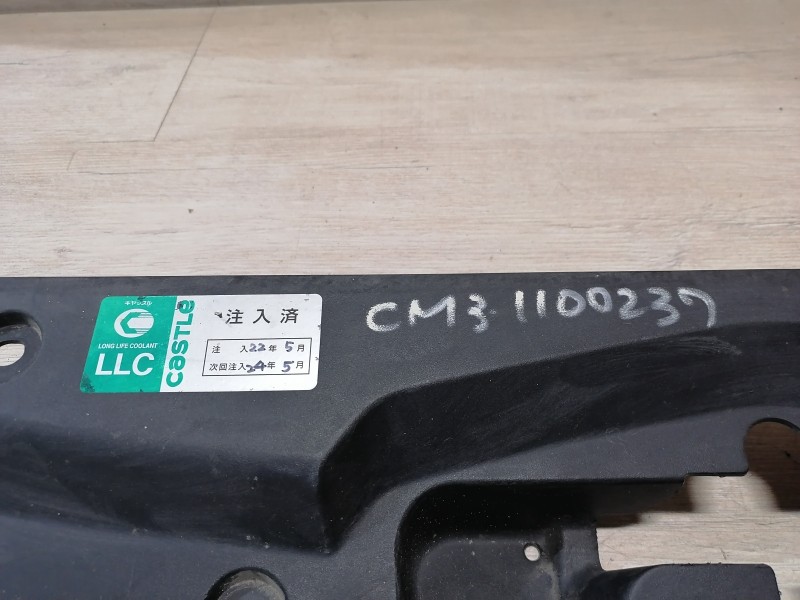 キヤッスル
LONG LIFE COOLANT
LLC
CASTLE
注入済
注 入22年5月
次回注入24年5月
CM3-1100237